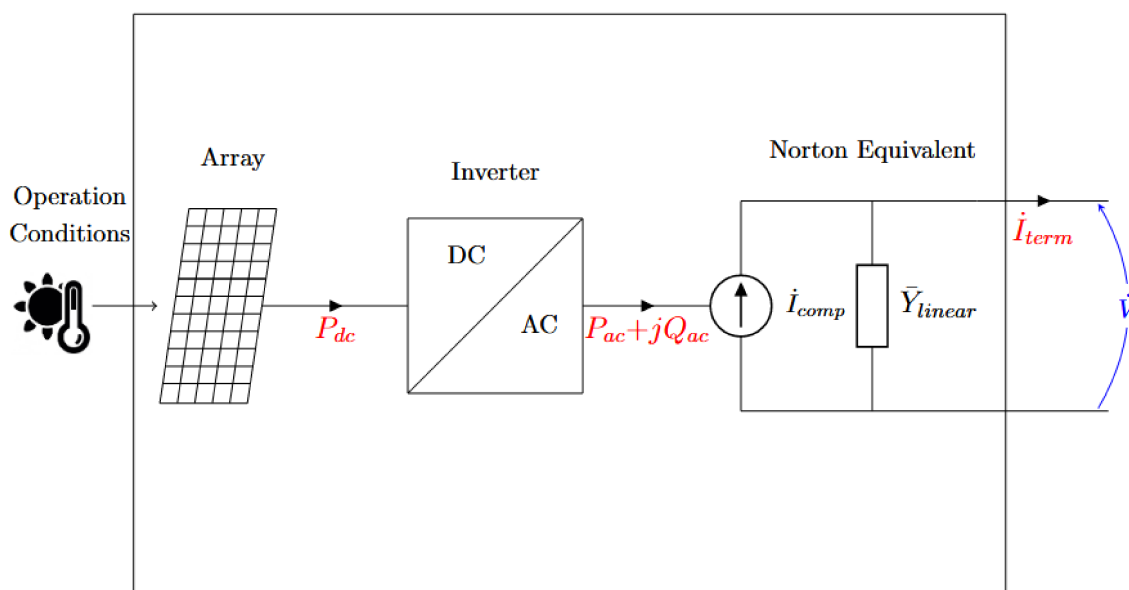 Array
Inverter
Norton Equivalent
Operation
Conditions
DC
AC
P_dc
P_ac+jQ_ac
İ_comp
Ȳ_linear
İ_term